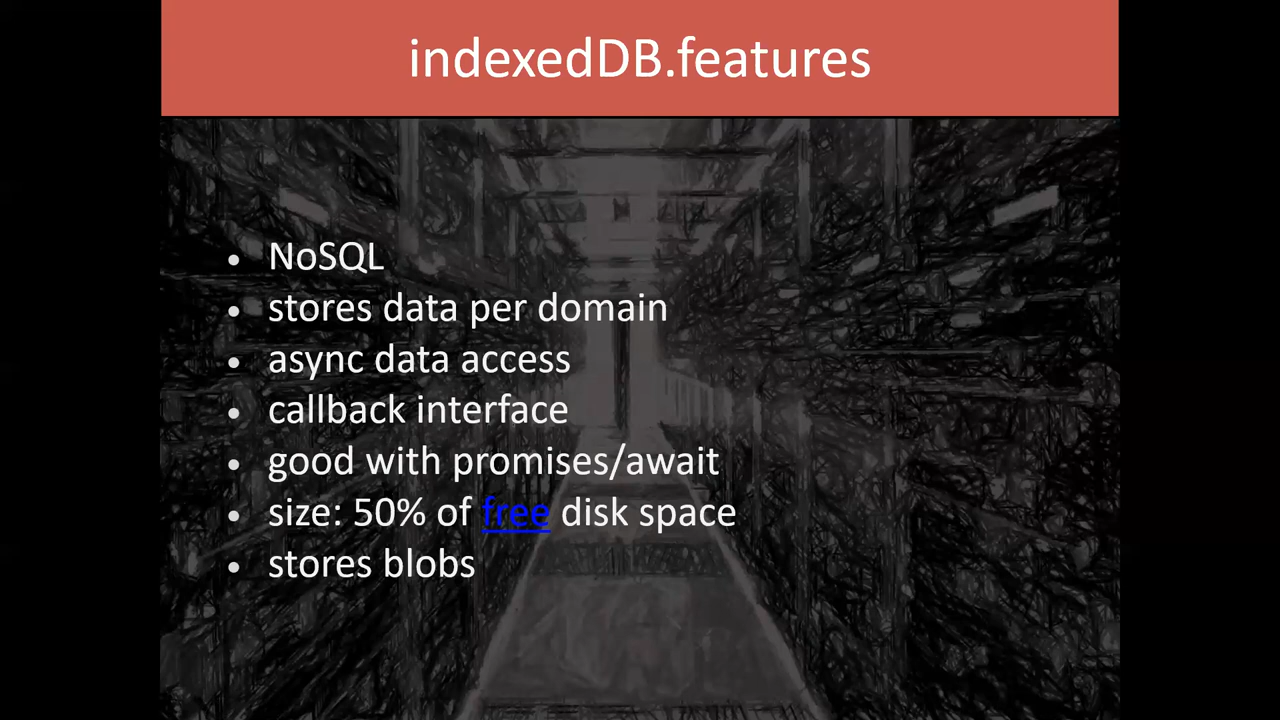 indexedDB.features
• NoSQL
• stores data per domain
• async data access
• callback interface
• good with promises/await
• size: 50% of free disk space
• stores blobs